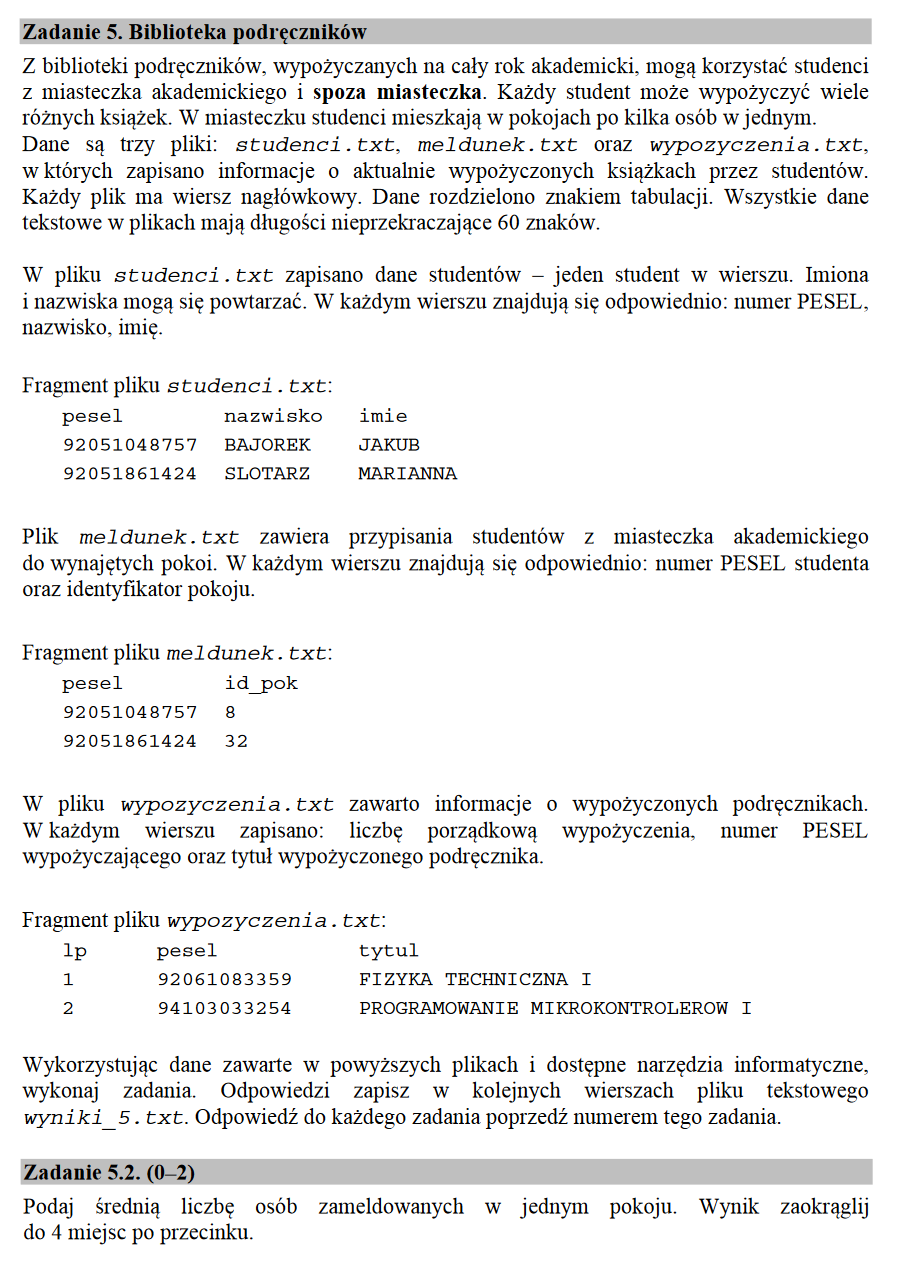 Zadanie 5. Biblioteka podręczników
Z biblioteki podręczników, wypożyczanych na cały rok akademicki, mogą korzystać studenci
z miasteczka akademickiego i spoza miasteczka. Każdy student może wypożyczyć wiele
różnych książek. W miasteczku studenci mieszkają w pokojach po kilka osób w jednym.
Dane są trzy pliki: studenci.txt, meldunek.txt oraz wypozyczenia.txt,
w których zapisano informacje o aktualnie wypożyczonych książkach przez studentów.
Każdy plik ma wiersz nagłówkowy. Dane rozdzielono znakiem tabulacji. Wszystkie dane
tekstowe w plikach mają długości nieprzekraczające 60 znaków.
W pliku studenci.txt zapisano dane studentów – jeden student w wierszu. Imiona
i nazwiska mogą się powtarzać. W każdym wierszu znajdują się odpowiednio: numer PESEL,
nazwisko, imię.
Fragment pliku studenci.txt:
pesel nazwisko imie
92051048757 BAJOREK JAKUB
92051861424 SLOTARZ MARIANNA
Plik meldunek.txt zawiera przypisania studentów z miasteczka akademickiego
do wynajętych pokoi. W każdym wierszu znajdują się odpowiednio: numer PESEL studenta
oraz identyfikator pokoju.
Fragment pliku meldunek.txt:
pesel id_pok
92051048757 8
92051861424 32
W pliku wypozyczenia.txt zawarto informacje o wypożyczonych podręcznikach.
W każdym wierszu zapisano: liczbę porządkową wypożyczenia, numer PESEL
wypożyczającego oraz tytuł wypożyczonego podręcznika.
Fragment pliku wypozyczenia.txt:
lp pesel tytul
1 92061083359 FIZYKA TECHNICZNA I
2 94103033254 PROGRAMOWANIE MIKROKONTROLEROW I
Wykorzystując dane zawarte w powyższych plikach i dostępne narzędzia informatyczne,
wykonaj zadania. Odpowiedzi zapisz w kolejnych wierszach pliku tekstowego
wyniki_5.txt. Odpowiedź do każdego zadania poprzedź numerem tego zadania.
Zadanie 5.2. (0–2)
Podaj średnią liczbę osób zameldowanych w jednym pokoju. Wynik zaokrąglij
do 4 miejsc po przecinku.